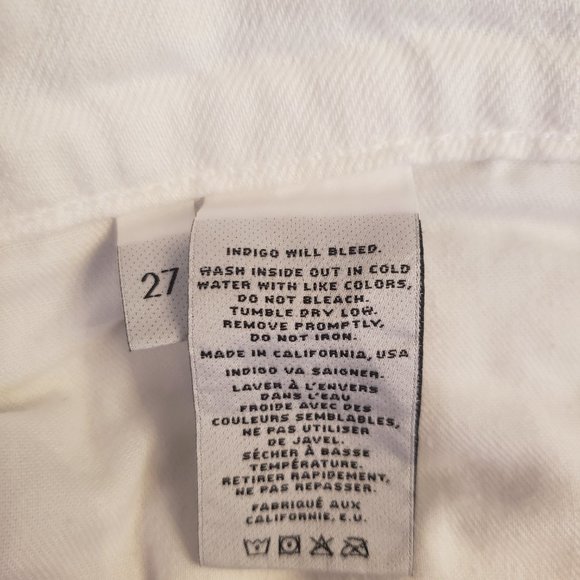 27
INDIGO WILL BLEED.
WASH INSIDE OUT IN COLD
WATER WITH LIKE COLORS,
DO NOT BLEACH.
TUMBLE DRY LOW.
REMOVE PROMPTLY,
DO NOT IRON.
MADE IN CALIFORNIA, USA
INDIGO VA SAIGNER.
LAVER À L'ENVERS
DANS L'EAU
FROIDE AVEC DES
COULEURS SEMBLABLES,
NE PAS UTILISER
DE JAVEL.
SÉCHER À BASSE
TEMPÉRATURE.
RETIRER RAPIDEMENT,
NE PAS REPASSER.
FABRIQUÉ AUX
CALIFORNIE, E.U.